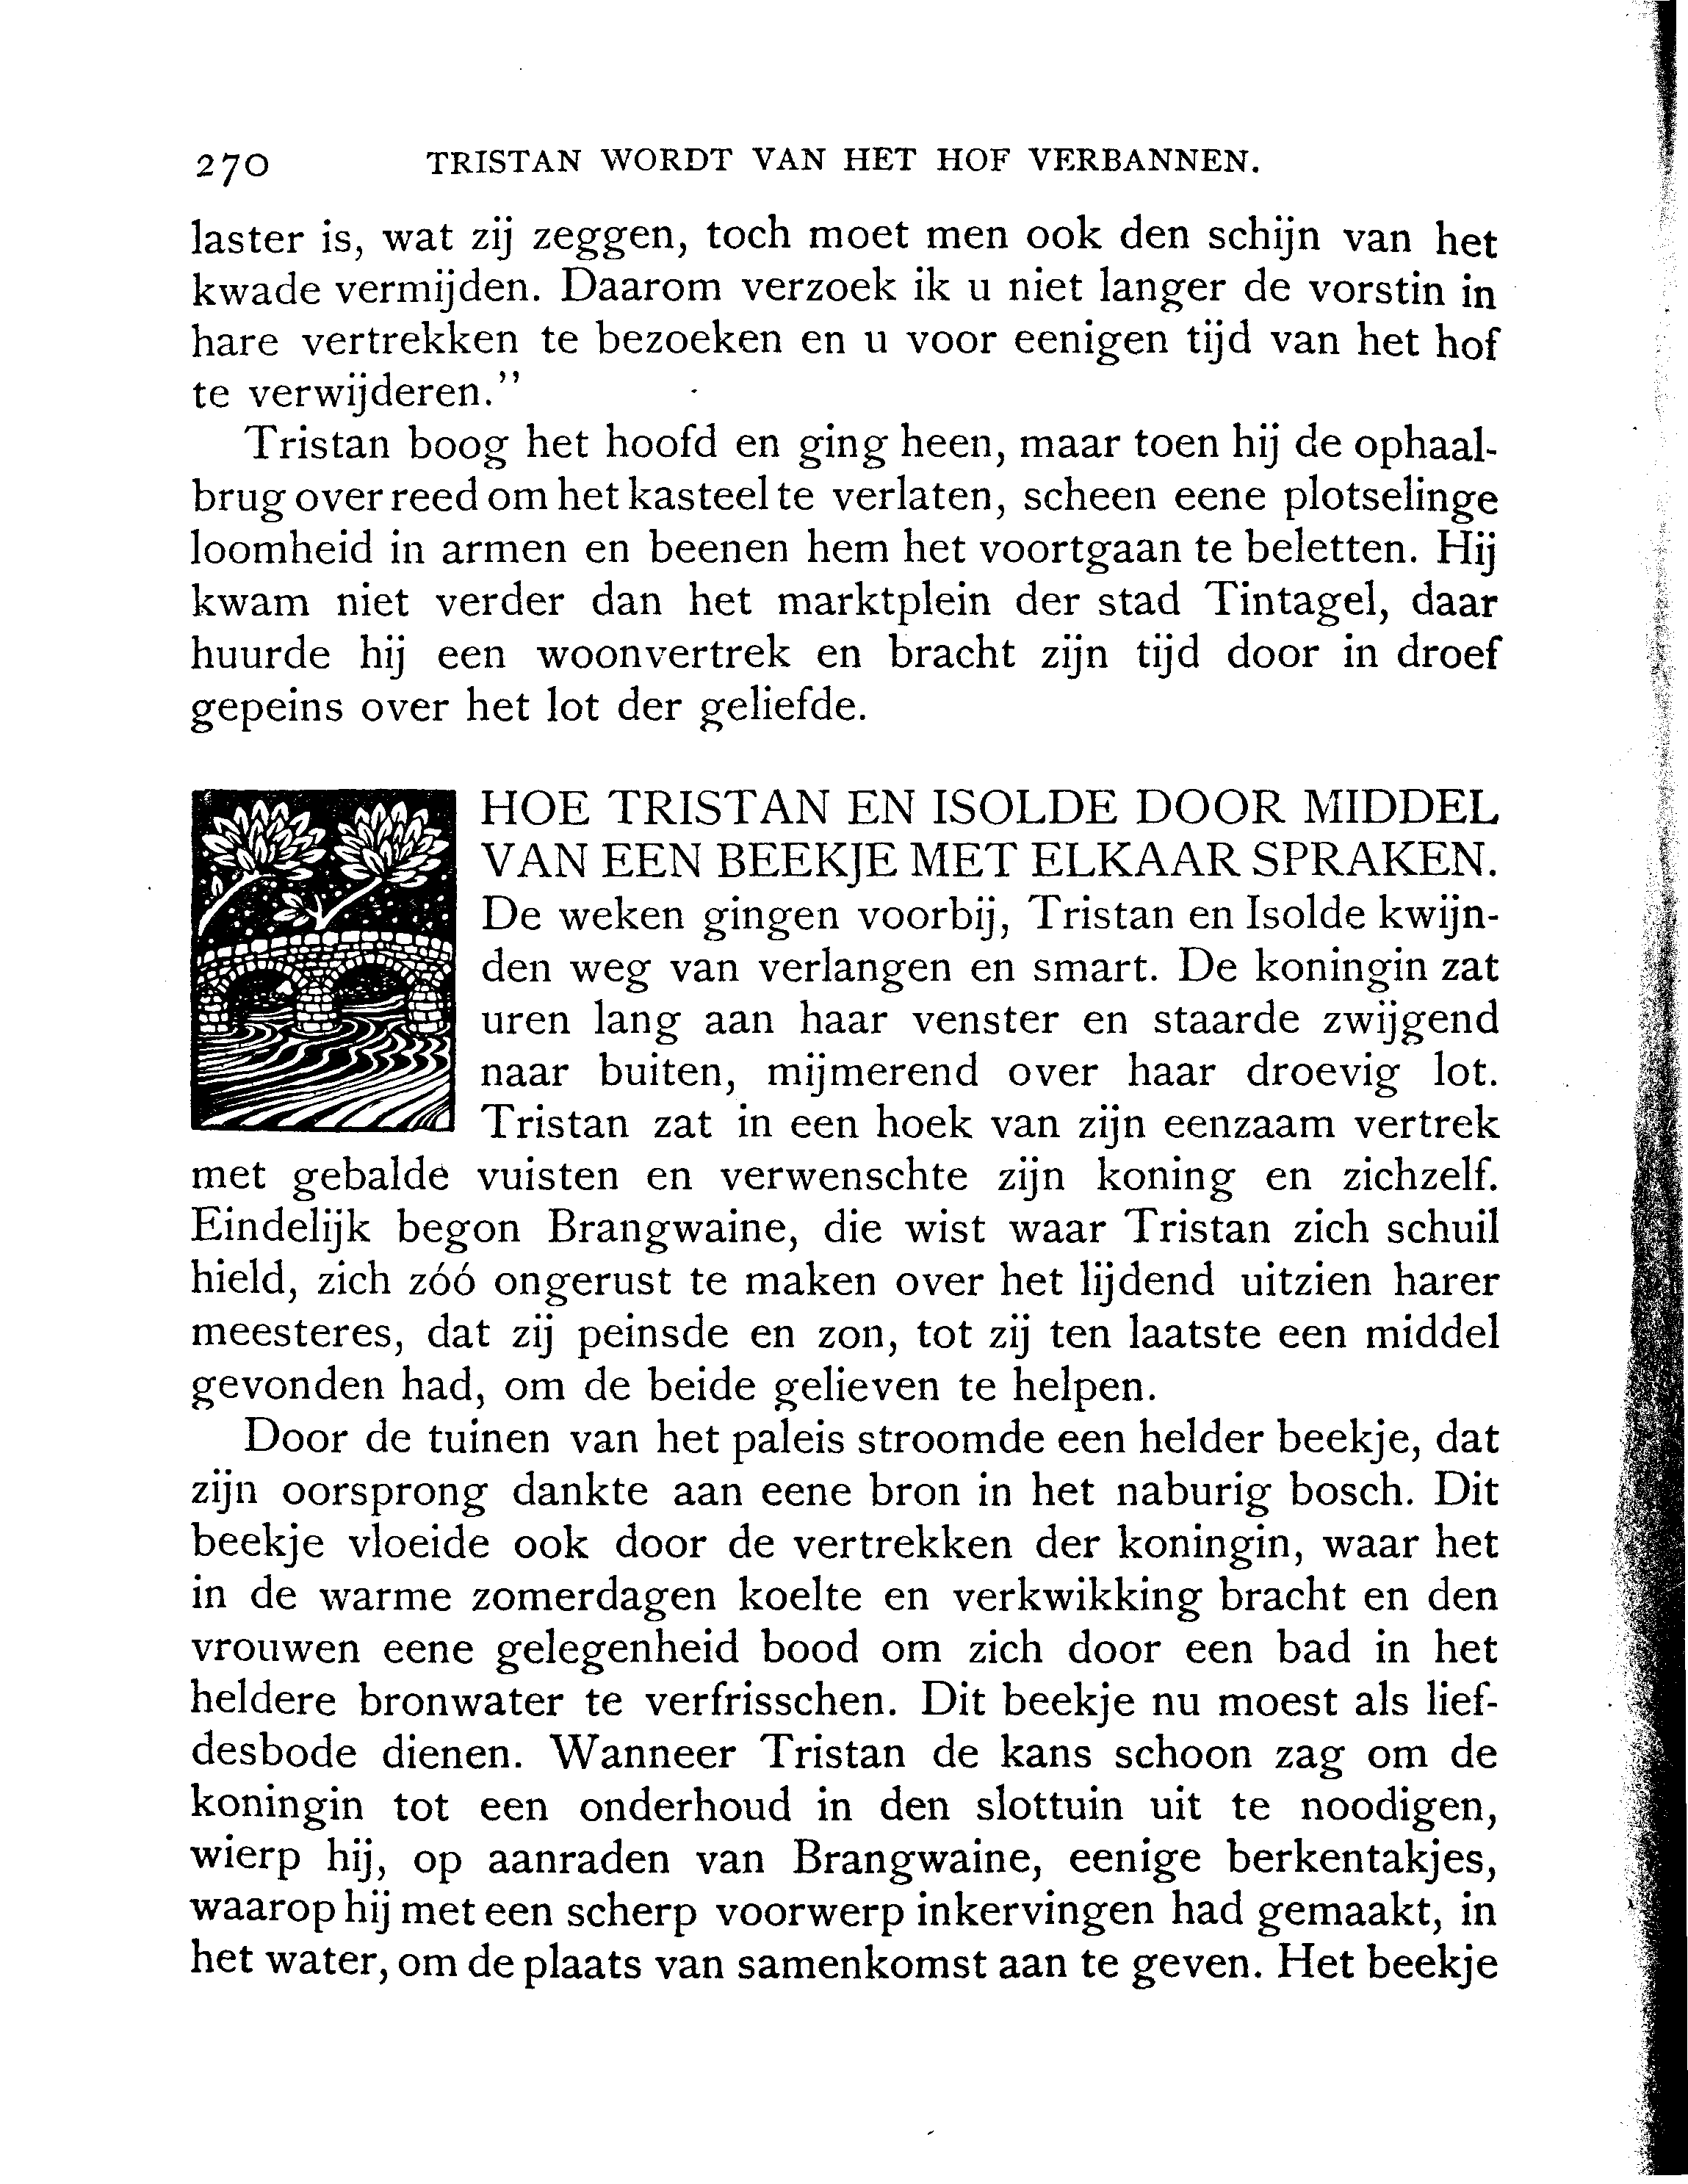 270 TRISTAN WORDT VAN HET HOF VERBANNEN.
laster is, wat zij zeggen, toch moet men ook den schijn van het
kwade vermijden. Daarom verzoek ik u niet langer de vorstin in
hare vertrekken te bezoeken en u voor eenigen tijd van het hof
te verwijderen.”
Tristan boog het hoofd en ging heen, maar toen hij de ophaal-
brug over reed om het kasteel te verlaten, scheen eene plotselinge
loomheid in armen en beenen hem het voortgaan te beletten. Hij
kwam niet verder dan het marktplein der stad Tintagel, daar
huurde hij een woonvertrek en bracht zijn tijd door in droef
gepeins over het lot der geliefde.
HOE TRISTAN EN ISOLDE DOOR MIDDEL
VAN EEN BEEKJE MET ELKAAR SPRAKEN.
De weken gingen voorbij, Tristan en Isolde kwijn-
den weg van verlangen en smart. De koningin zat
uren lang aan haar venster en staarde zwijgend
naar buiten, mijmerend over haar droevig lot.
Tristan zat in een hoek van zijn eenzaam vertrek
met gebalde vuisten en verwenschte zijn koning en zichzelf.
Eindelijk begon Brangwaine, die wist waar Tristan zich schuil
hield, zich zóó ongerust te maken over het lijdend uitzien harer
meesteres, dat zij peinsde en zon, tot zij ten laatste een middel
gevonden had, om de beide gelieven te helpen.
Door de tuinen van het paleis stroomde een helder beekje, dat
zijn oorsprong dankte aan eene bron in het naburig bosch. Dit
beekje vloeide ook door de vertrekken der koningin, waar het
in de warme zomerdagen koelte en verkwikking bracht en den
vrouwen eene gelegenheid bood om zich door een bad in het
heldere bronwater te verfrisschen. Dit beekje nu moest als lief-
desbode dienen. Wanneer Tristan de kans schoon zag om de
koningin tot een onderhoud in den slottuin uit te noodigen,
wierp hij, op aanraden van Brangwaine, eenige berkentakjes,
waarop hij met een scherp voorwerp inkervingen had gemaakt, in
het water, om de plaats van samenkomst aan te geven. Het beekje